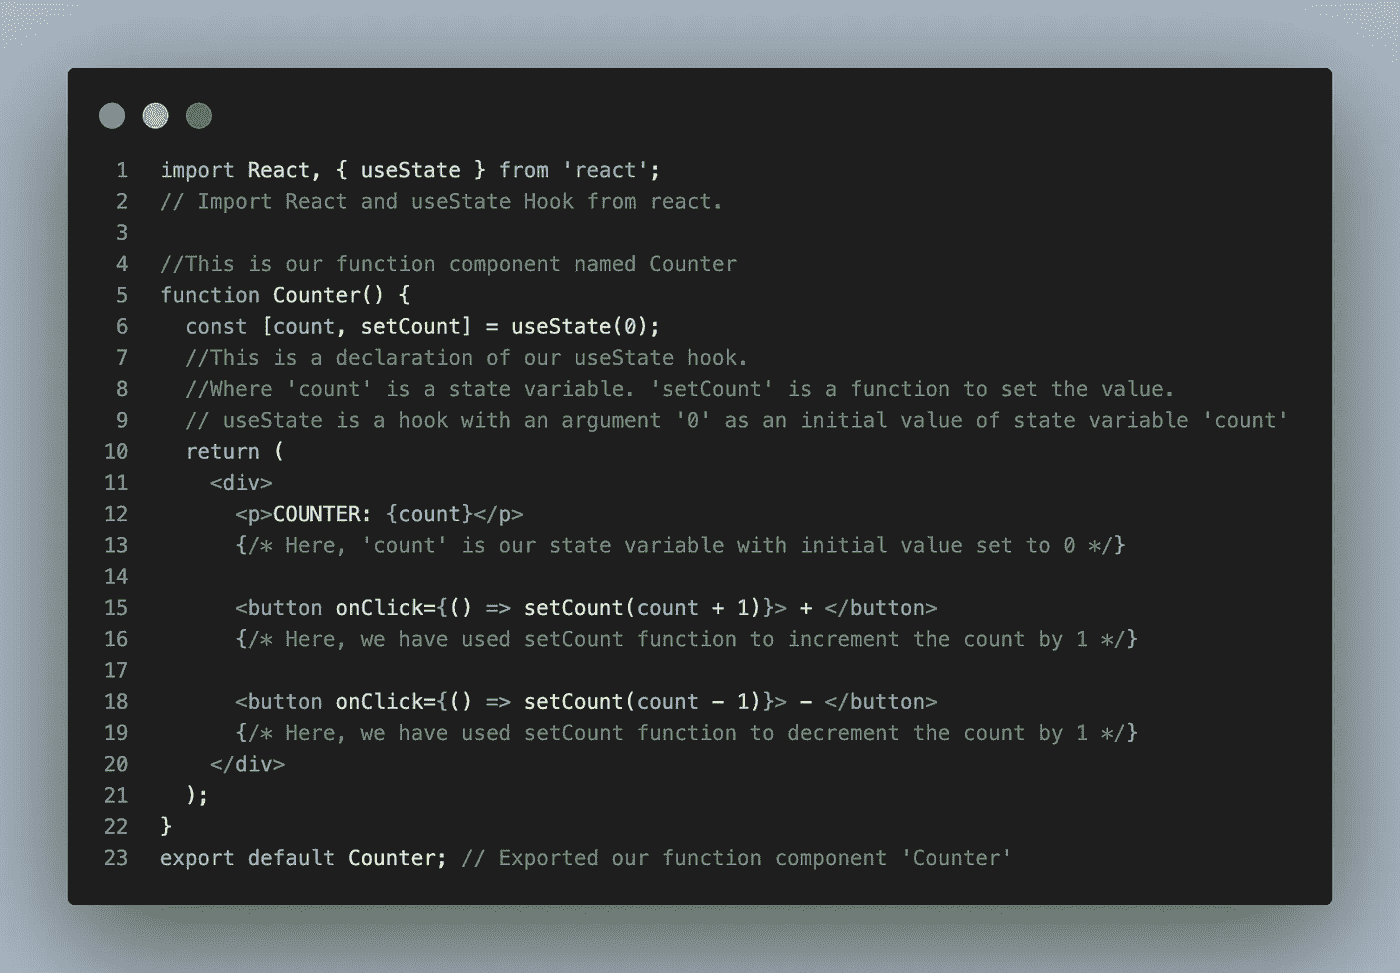 1 import React, { useState } from 'react';
2 // Import React and useState Hook from react.
3
4 //This is our function component named Counter
5 function Counter() {
6   const [count, setCount] = useState(0);
7   //This is a declaration of our useState hook.
8   //Where 'count' is a state variable. 'setCount' is a function to set the value.
9   // useState is a hook with an argument '0' as an initial value of state variable 'count'
10   return (
11     <div>
12       <p>COUNTER: {count}</p>
13       {/* Here, 'count' is our state variable with initial value set to 0 */}
14
15       <button onClick={() => setCount(count + 1)}> + </button>
16       {/* Here, we have used setCount function to increment the count by 1 */}
17
18       <button onClick={() => setCount(count - 1)}> - </button>
19       {/* Here, we have used setCount function to decrement the count by 1 */}
20     </div>
21   );
22 }
23 export default Counter; // Exported our function component 'Counter'